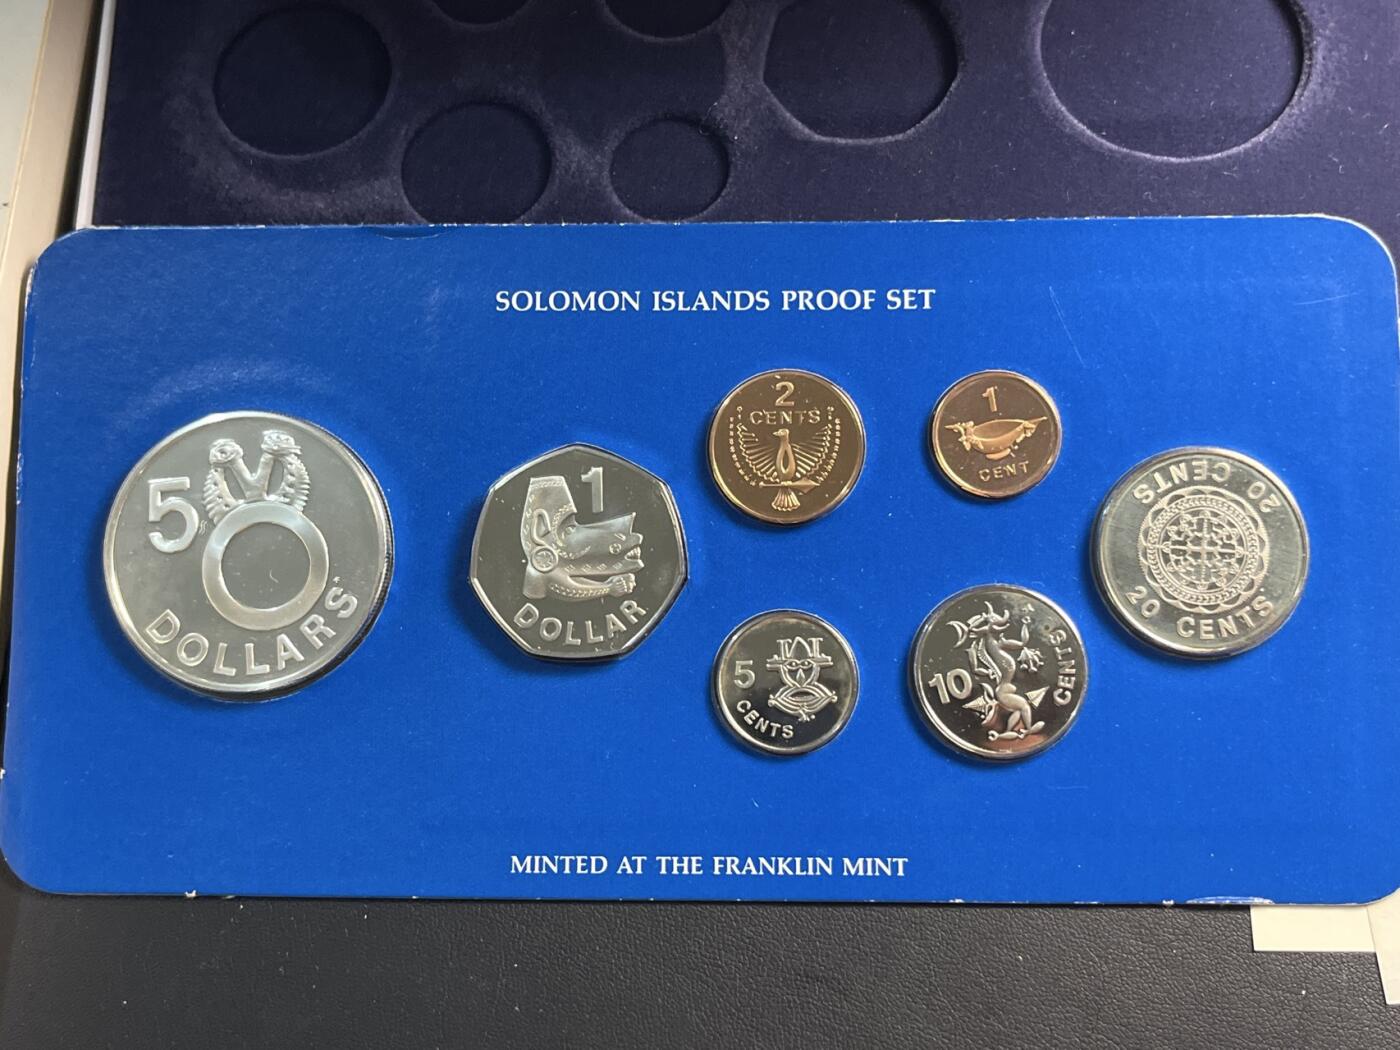 SOLOMON ISLANDS PROOF SET
5
DOLLARS
1
DOLLAR
2
CENTS
1
CENT
5
CENTS
10
CENTS
20 CENTS
20 CENTS
MINTED AT THE FRANKLIN MINT